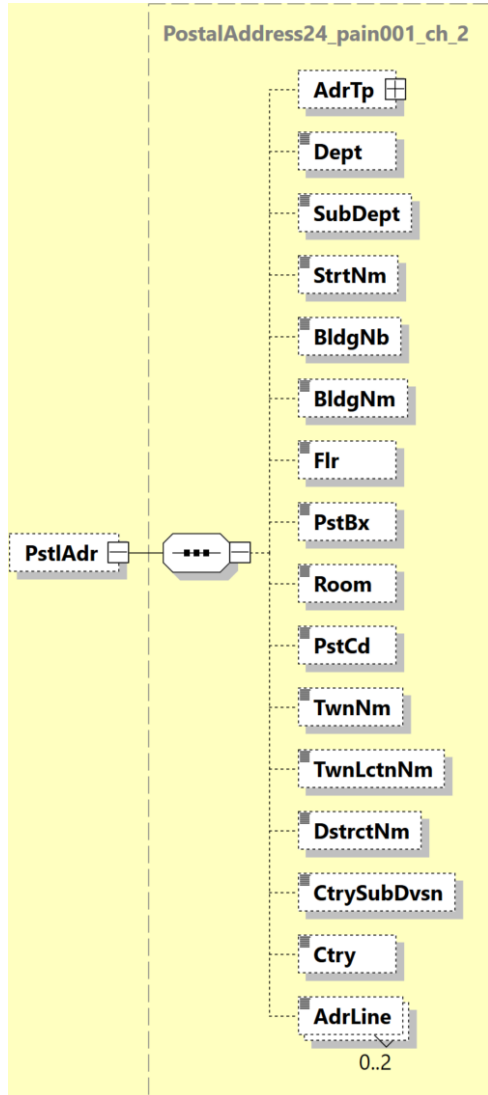 PostalAddress24_pain001_ch_2
AdrTp
Dept
SubDept
StrtNm
BldgNb
BldgNm
Flr
PstBx
PstlAdr
Room
PstCd
TwnNm
TwnLctnNm
DstrctNm
CtrySubDvsn
Ctry
AdrLine
0..2